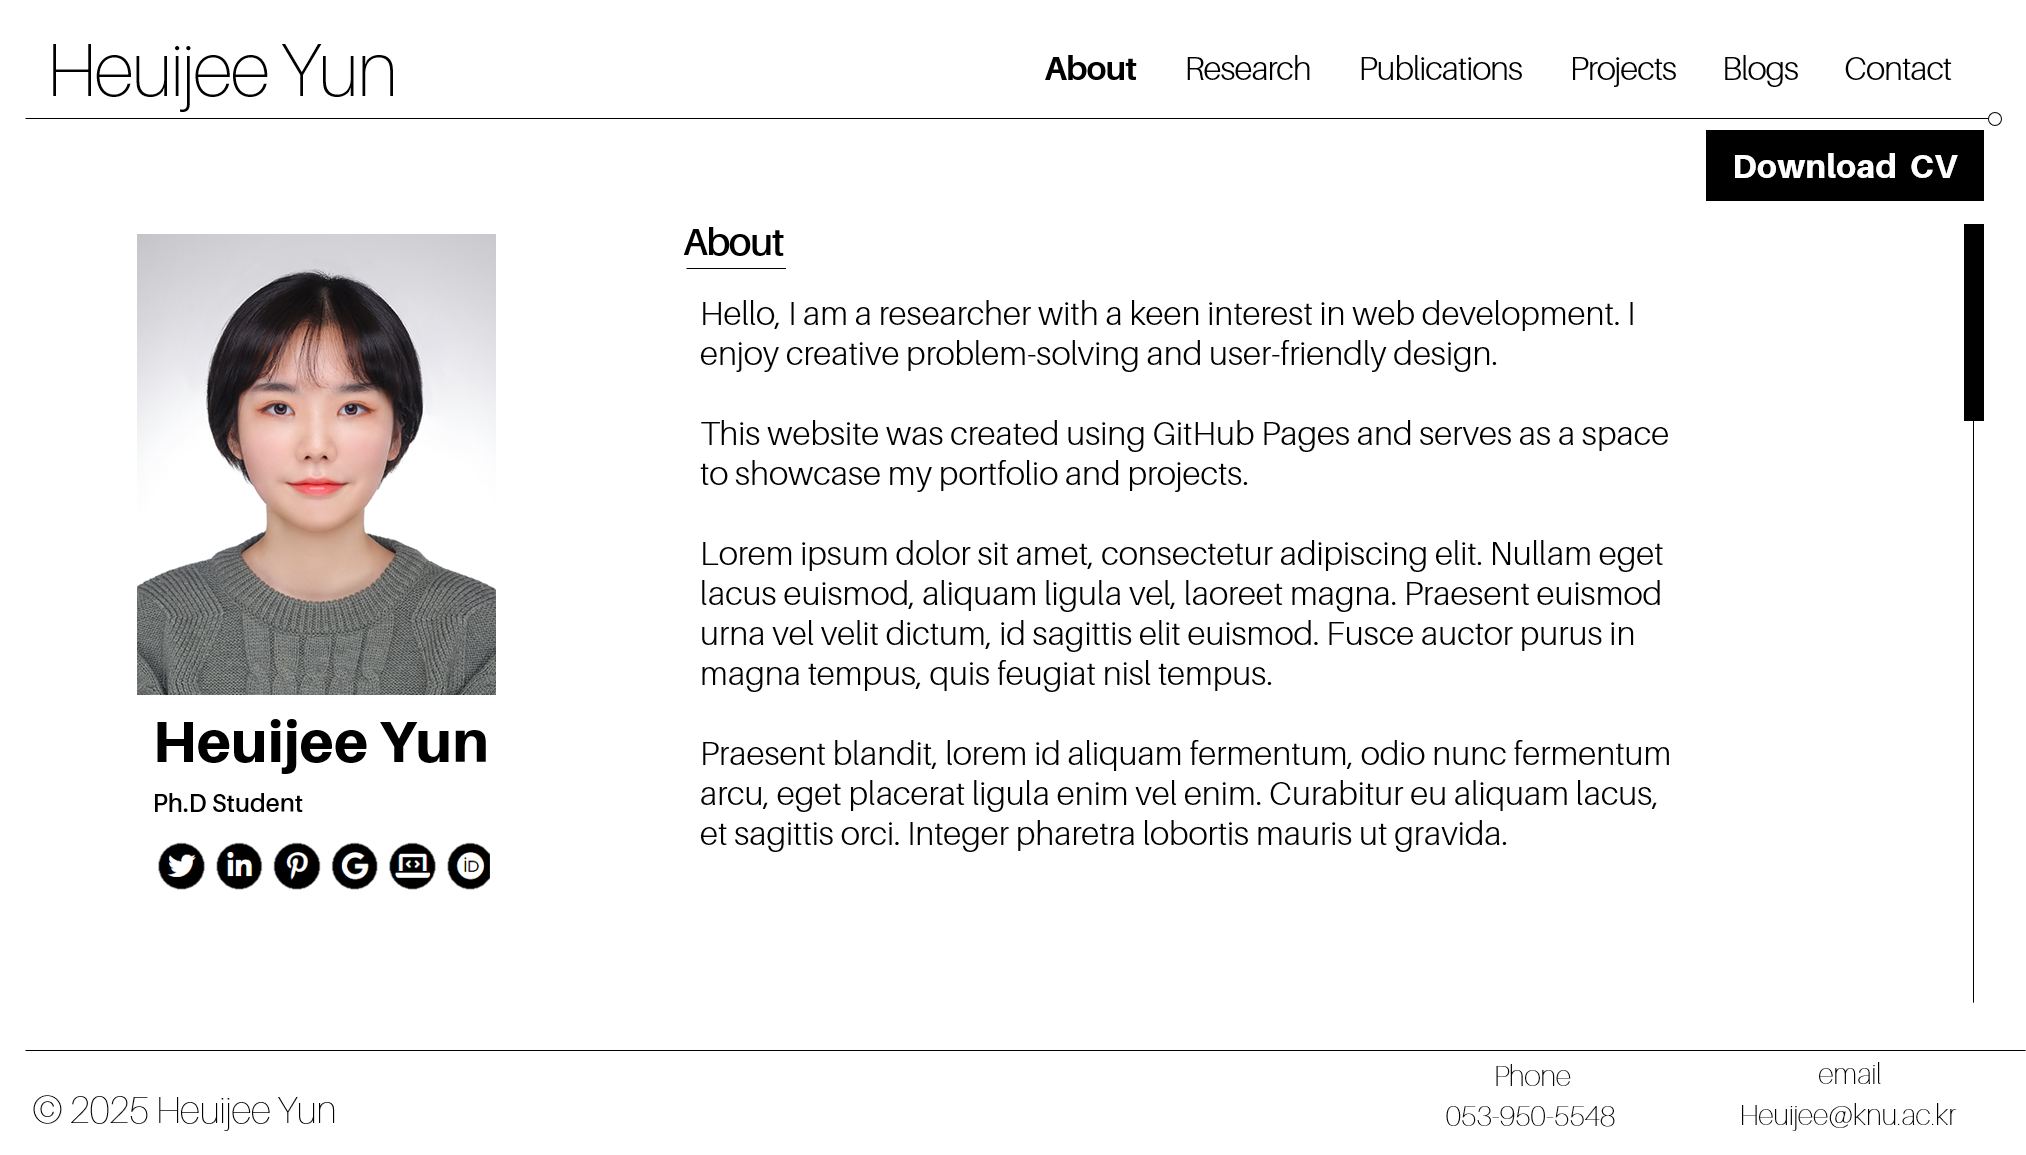 Heuijee Yun
About Research Publications Projects Blogs Contact
Download CV
About
Hello, I am a researcher with a keen interest in web development. I
enjoy creative problem-solving and user-friendly design.
This website was created using GitHub Pages and serves as a space
to showcase my portfolio and projects.
Lorem ipsum dolor sit amet, consectetur adipiscing elit. Nullam eget
lacus euismod, aliquam ligula vel, laoreet magna. Praesent euismod
urna vel velit dictum, id sagittis elit euismod. Fusce auctor purus in
magna tempus, quis feugiat nisl tempus.
Praesent blandit, lorem id aliquam fermentum, odio nunc fermentum
arcu, eget placerat ligula enim vel enim. Curabitur eu aliquam lacus,
et sagittis orci. Integer pharetra lobortis mauris ut gravida.
Heuijee Yun
Ph.D Student
in G iD
© 2025 Heuijee Yun
Phone
053-950-5548
email
Heuijee@knu.ac.kr